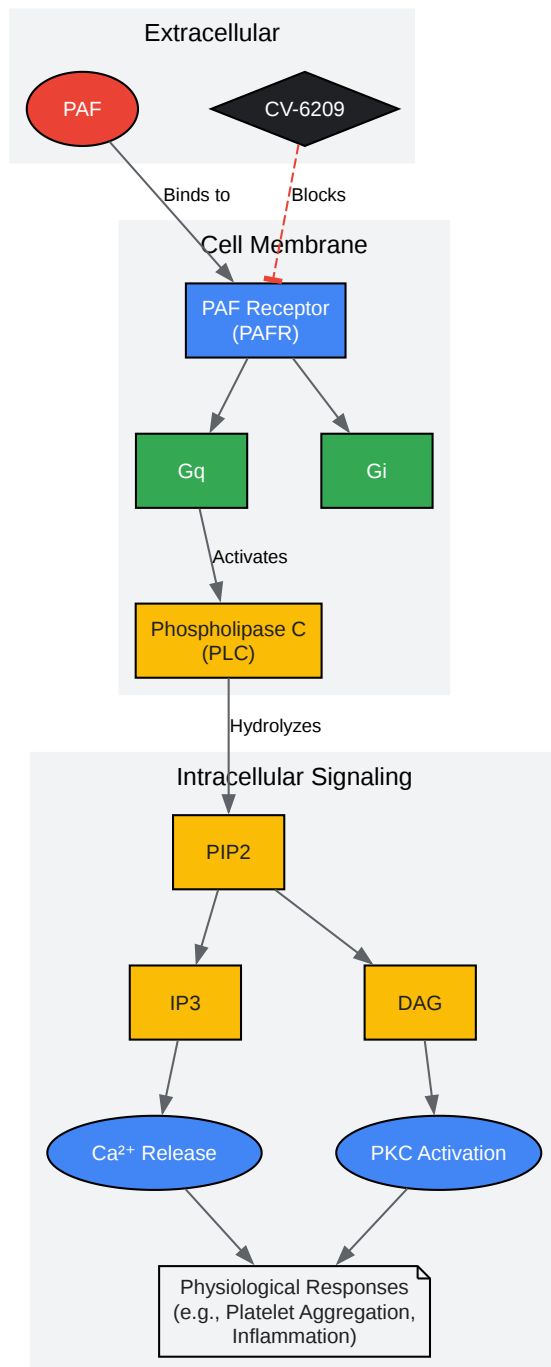 Extracellular
PAF
CV-6209
Binds to
Blocks
Cell Membrane
PAF Receptor
(PAFR)
Gq
Gi
Activates
Phospholipase C
(PLC)
Hydrolyzes
Intracellular Signaling
PIP2
IP3
DAG
Ca²⁺ Release
PKC Activation
Physiological Responses
(e.g., Platelet Aggregation,
Inflammation)